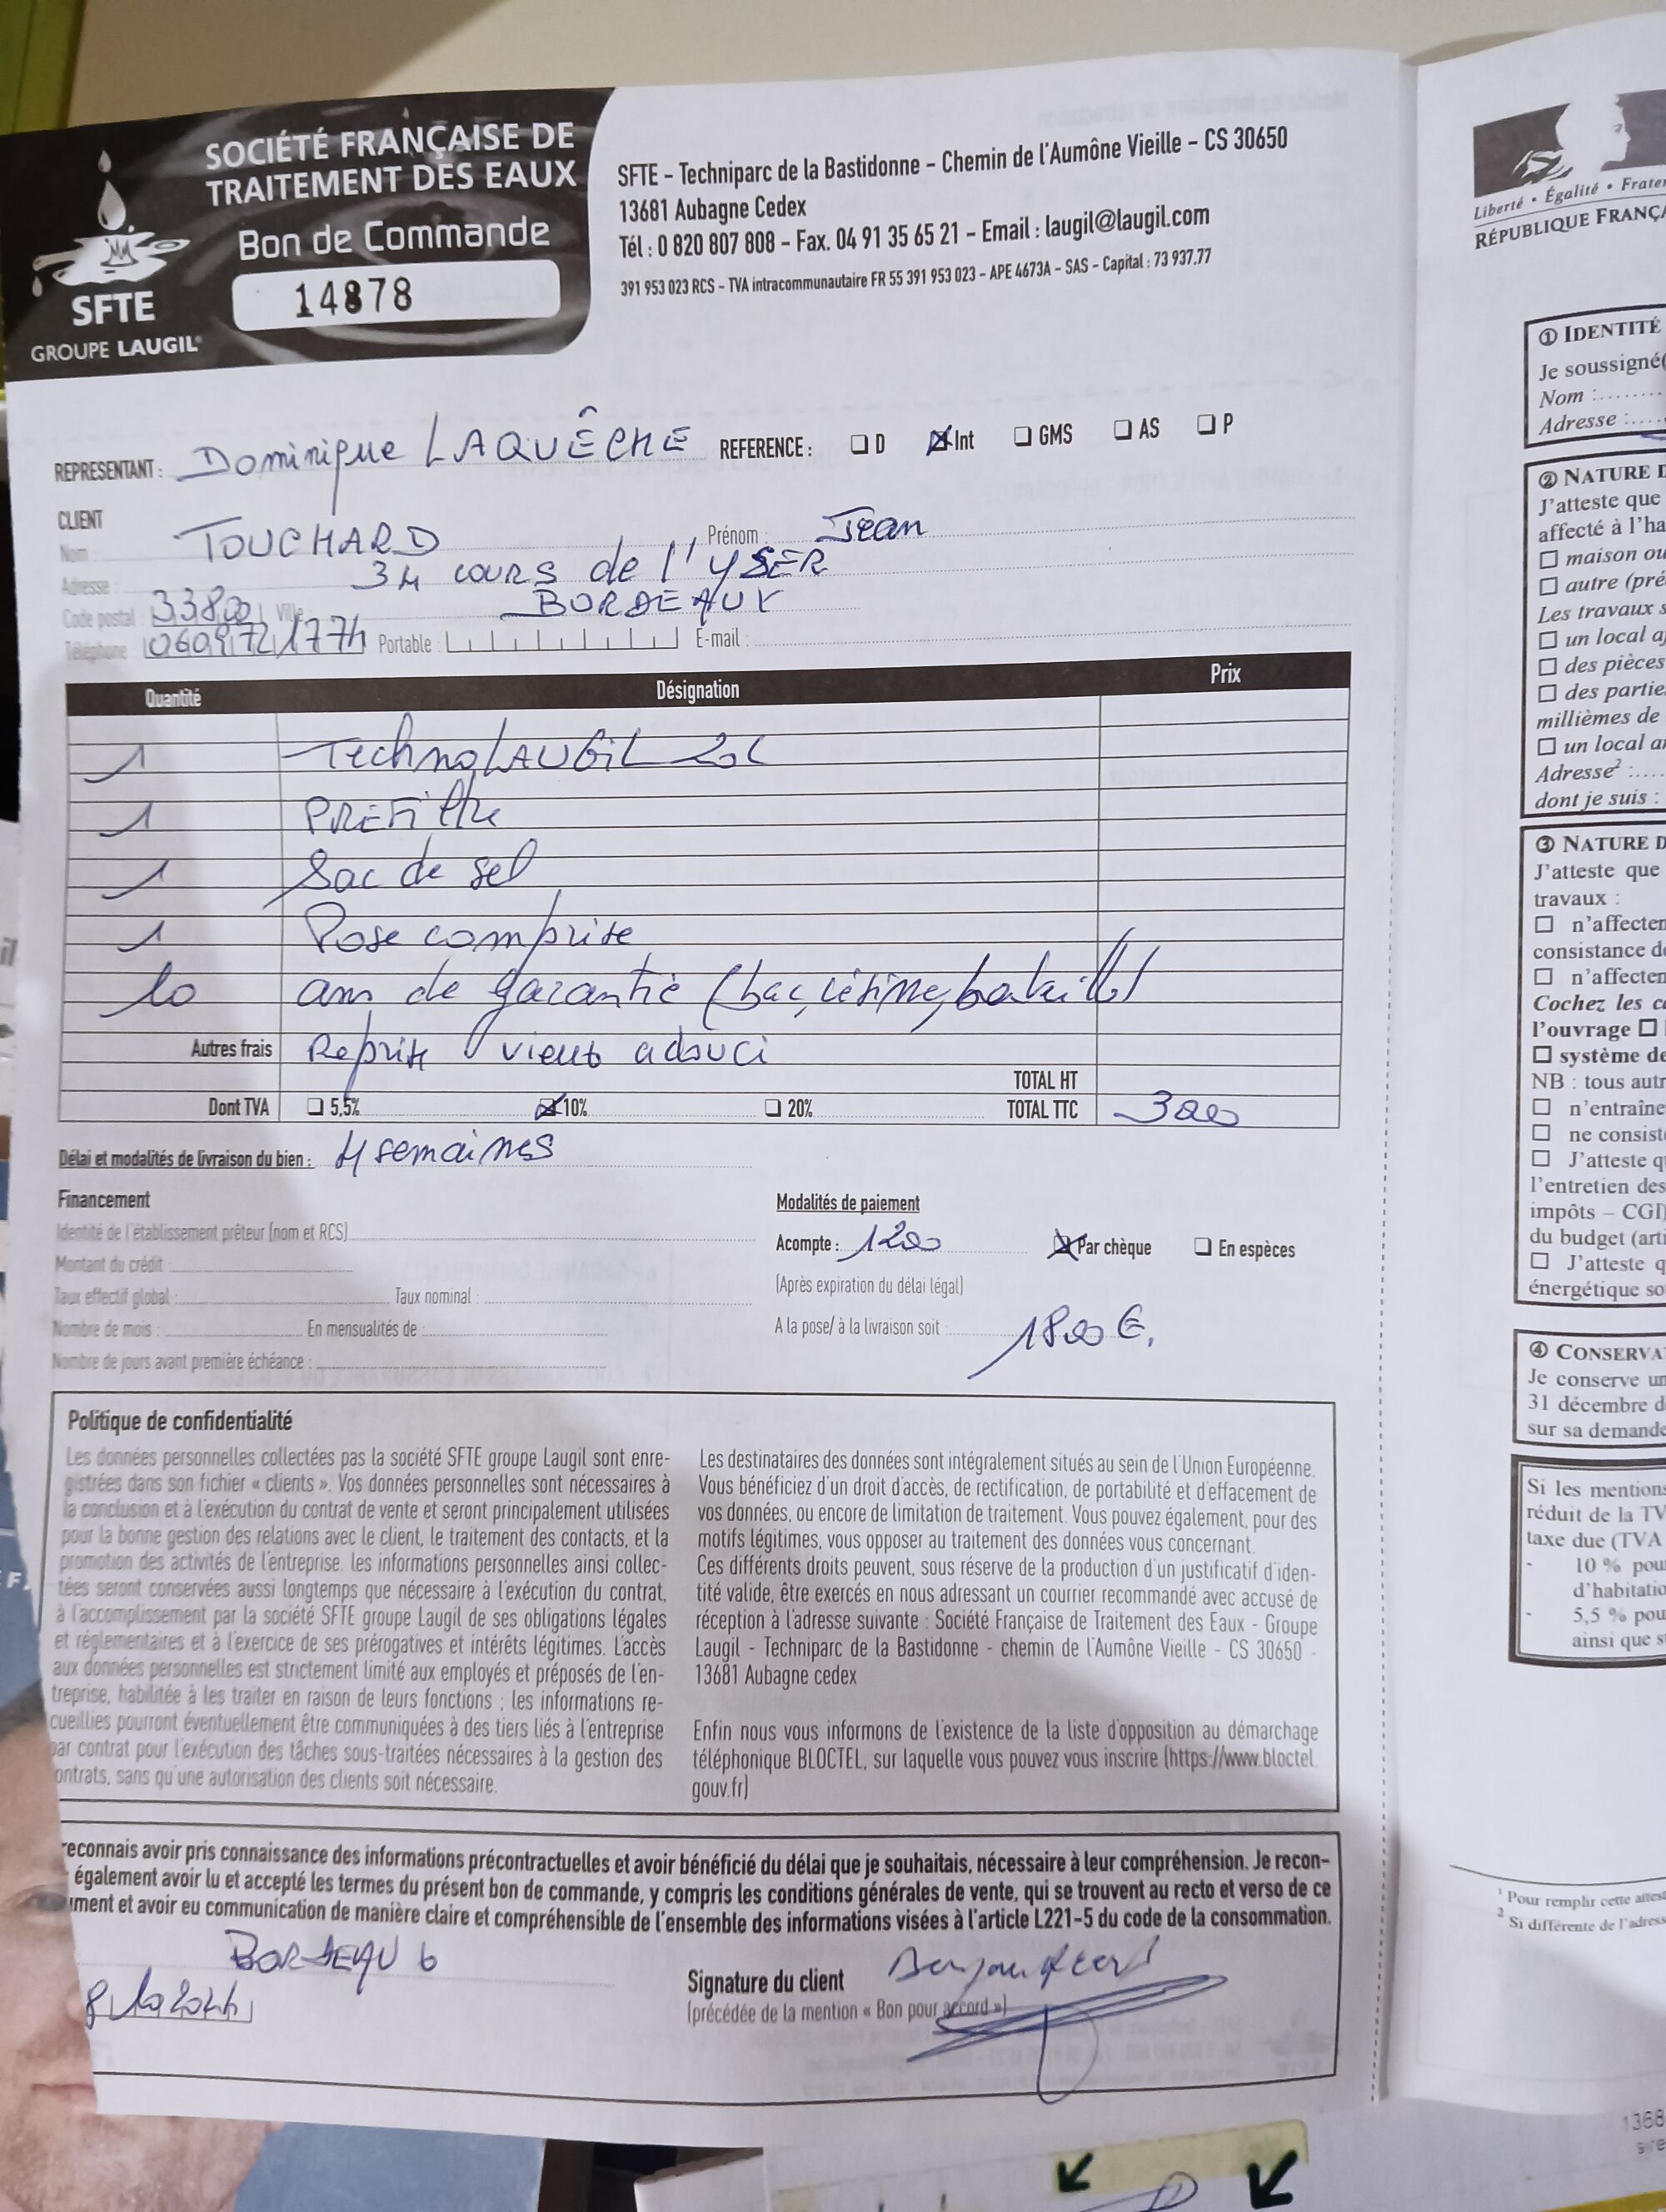 SOCIÉTÉ FRANÇAISE DE
TRAITEMENT DES EAUX
Bon de Commande
14878
SFTE
GROUPE LAUGIL
SFTE – Techniparc de la Bastidonne – Chemin de l'Aumône Vieille – CS 30650
13681 Aubagne Cedex
Tél : 0 820 807 808 – Fax. 04 91 35 65 21 – Email : laugil@laugil.com
391 953 023 RCS – TVA intracommunautaire FR 55 391 953 023 – APE 4673A – SAS – Capital : 73 937,77
REPRESENTANT : Dominique LAQUÊCHE REFERENCE : ☐ D ☒ Int ☐ GMS ☐ AS ☐ P
CLIENT
Nom : TOUCHARD Prénom : Jean
Adresse : 34 cours de l'YSER
Code postal : 33800 Ville : BORDEAUX
Téléphone : 0609721774 Portable : E-mail :
Quantité Désignation Prix
1 TechnoLAUGIL 20L
1 PREFiltre
1 Sac de sel
1 Pose comprise
10 ans de garantie (bac, résine, bouteille)
Autres frais Reprise vieux adouci
TOTAL HT
Dont TVA ☐ 5,5% ☒ 10% ☐ 20% TOTAL TTC 3000
Délai et modalités de livraison du bien : 4 semaines
Financement
Identité de l'établissement prêteur (nom et RCS)
Montant du crédit :
Taux effectif global : Taux nominal :
Nombre de mois : En mensualités de :
Nombre de jours avant première échéance :
Modalités de paiement
Acompte : 1200 ☒ Par chèque ☐ En espèces
(Après expiration du délai légal)
A la pose/ à la livraison soit 1800 €.
Politique de confidentialité
Les données personnelles collectées pas la société SFTE groupe Laugil sont enre-
gistrées dans son fichier « clients ». Vos données personnelles sont nécessaires à
la conclusion et à l'exécution du contrat de vente et seront principalement utilisées
pour la bonne gestion des relations avec le client, le traitement des contacts, et la
promotion des activités de l'entreprise. les informations personnelles ainsi collec-
tées seront conservées aussi longtemps que nécessaire à l'exécution du contrat,
à l'accomplissement par la société SFTE groupe Laugil de ses obligations légales
et réglementaires et à l'exercice de ses prérogatives et intérêts légitimes. L'accès
aux données personnelles est strictement limité aux employés et préposés de l'en-
treprise, habilitée à les traiter en raison de leurs fonctions ; les informations re-
cueillies pourront éventuellement être communiquées à des tiers liés à l'entreprise
par contrat pour l'exécution des tâches sous-traitées nécessaires à la gestion des
ontrats, sans qu'une autorisation des clients soit nécessaire.
Les destinataires des données sont intégralement situés au sein de l'Union Européenne.
Vous bénéficiez d'un droit d'accès, de rectification, de portabilité et d'effacement de
vos données, ou encore de limitation de traitement. Vous pouvez également, pour des
motifs légitimes, vous opposer au traitement des données vous concernant.
Ces différents droits peuvent, sous réserve de la production d'un justificatif d'iden-
tité valide, être exercés en nous adressant un courrier recommandé avec accusé de
réception à l'adresse suivante : Société Française de Traitement des Eaux - Groupe
Laugil - Techniparc de la Bastidonne - chemin de l'Aumône Vieille - CS 30650 -
13681 Aubagne cedex
Enfin nous vous informons de l'existence de la liste d'opposition au démarchage
téléphonique BLOCTEL, sur laquelle vous pouvez vous inscrire (https://www.bloctel.
gouv.fr)
reconnais avoir pris connaissance des informations précontractuelles et avoir bénéficié du délai que je souhaitais, nécessaire à leur compréhension. Je recon-
également avoir lu et accepté les termes du présent bon de commande, y compris les conditions générales de vente, qui se trouvent au recto et verso de ce
ument et avoir eu communication de manière claire et compréhensible de l'ensemble des informations visées à l'article L221-5 du code de la consommation.
BORDEAUX
Signature du client
(précédée de la mention « Bon pour accord »)
Bon pour accord
Liberté • Égalité • Frater
RÉPUBLIQUE FRANÇA
① IDENTITÉ
Je soussigné(
Nom :
Adresse :
② NATURE D
J'atteste que
affecté à l'ha
☐ maison ou
☐ autre (pré
Les travaux s
☐ un local a
☐ des pièces
☐ des partie
millièmes de
☐ un local a
Adresse² :
dont je suis :
③ NATURE D
J'atteste que
travaux :
☐ n'affecten
consistance de
☐ n'affecten
Cochez les c
l'ouvrage ☐
☐ système de
NB : tous autr
☐ n'entraîne
☐ ne consist
☐ J'atteste q
l'entretien des
impôts – CGI)
du budget (arti
☐ J'atteste q
énergétique so
④ CONSERVA
Je conserve un
31 décembre d
sur sa demande
Si les mentions
réduit de la TV
taxe due (TVA
- 10 % pou
d'habitatio
- 5,5 % pou
ainsi que s
¹ Pour remplir cette attest
² Si différente de l'adress
1368